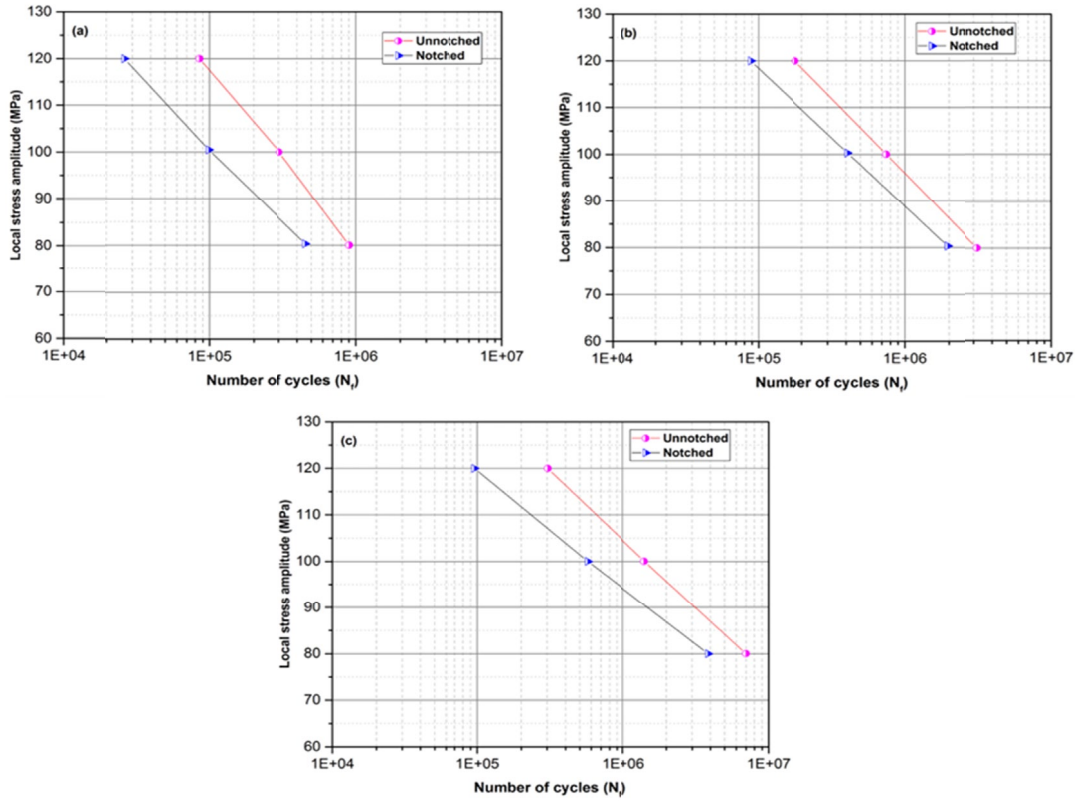 (a)
Unnotched
Notched
130
120
110
100
90
80
70
60
Local stress amplitude (MPa)
1E+04 1E+05 1E+06 1E+07
Number of cycles (Nf)
(b)
Unnotched
Notched
130
120
110
100
90
80
70
60
Local stress amplitude (MPa)
1E+04 1E+05 1E+06 1E+07
Number of cycles (Nf)
(c)
Unnotched
Notched
130
120
110
100
90
80
70
60
Local stress amplitude (MPa)
1E+04 1E+05 1E+06 1E+07
Number of cycles (Nf)